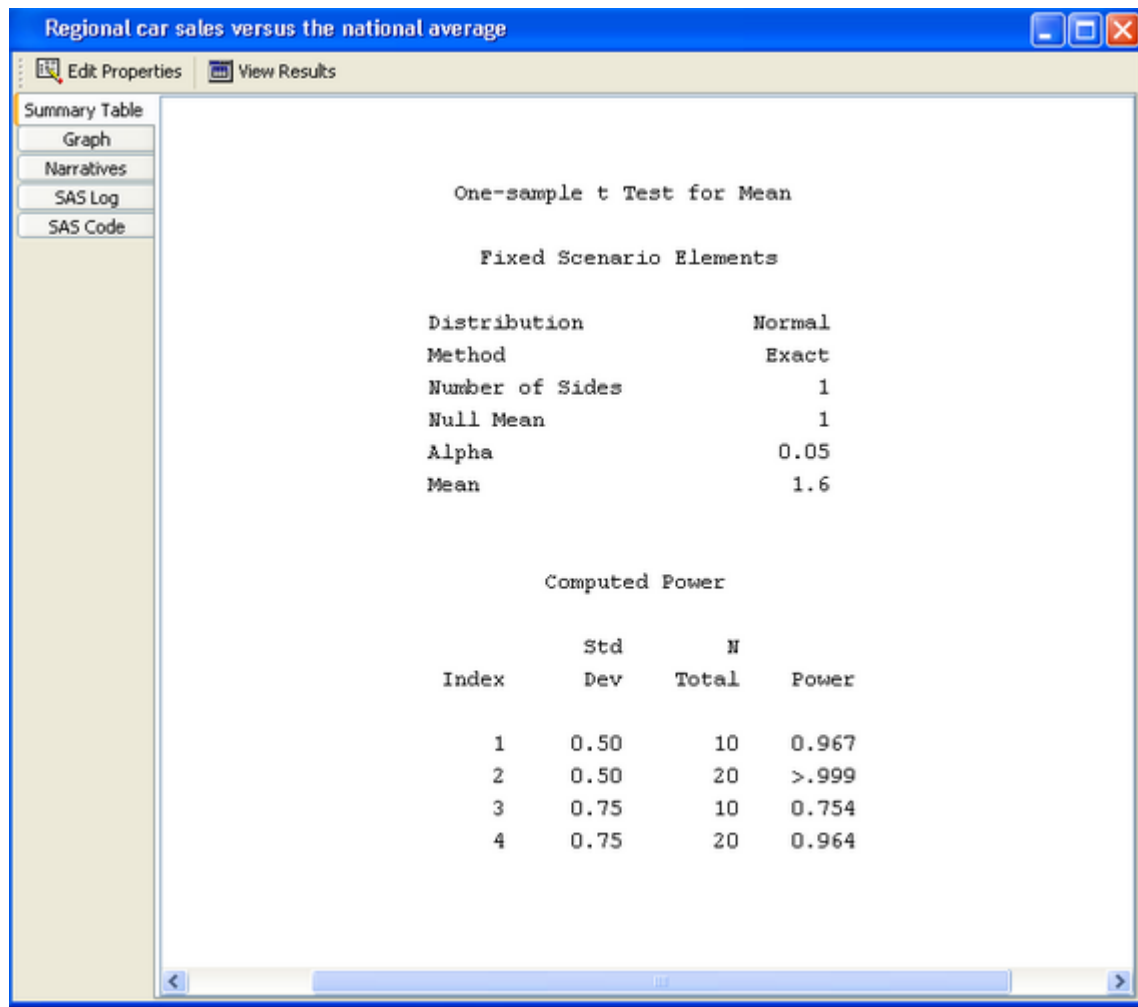 Regional car sales versus the national average
Edit Properties View Results
Summary Table
Graph
Narratives
SAS Log
SAS Code
One-sample t Test for Mean
Fixed Scenario Elements
Distribution Normal
Method Exact
Number of Sides 1
Null Mean 1
Alpha 0.05
Mean 1.6
Computed Power
Std N
Index Dev Total Power
1 0.50 10 0.967
2 0.50 20 >.999
3 0.75 10 0.754
4 0.75 20 0.964